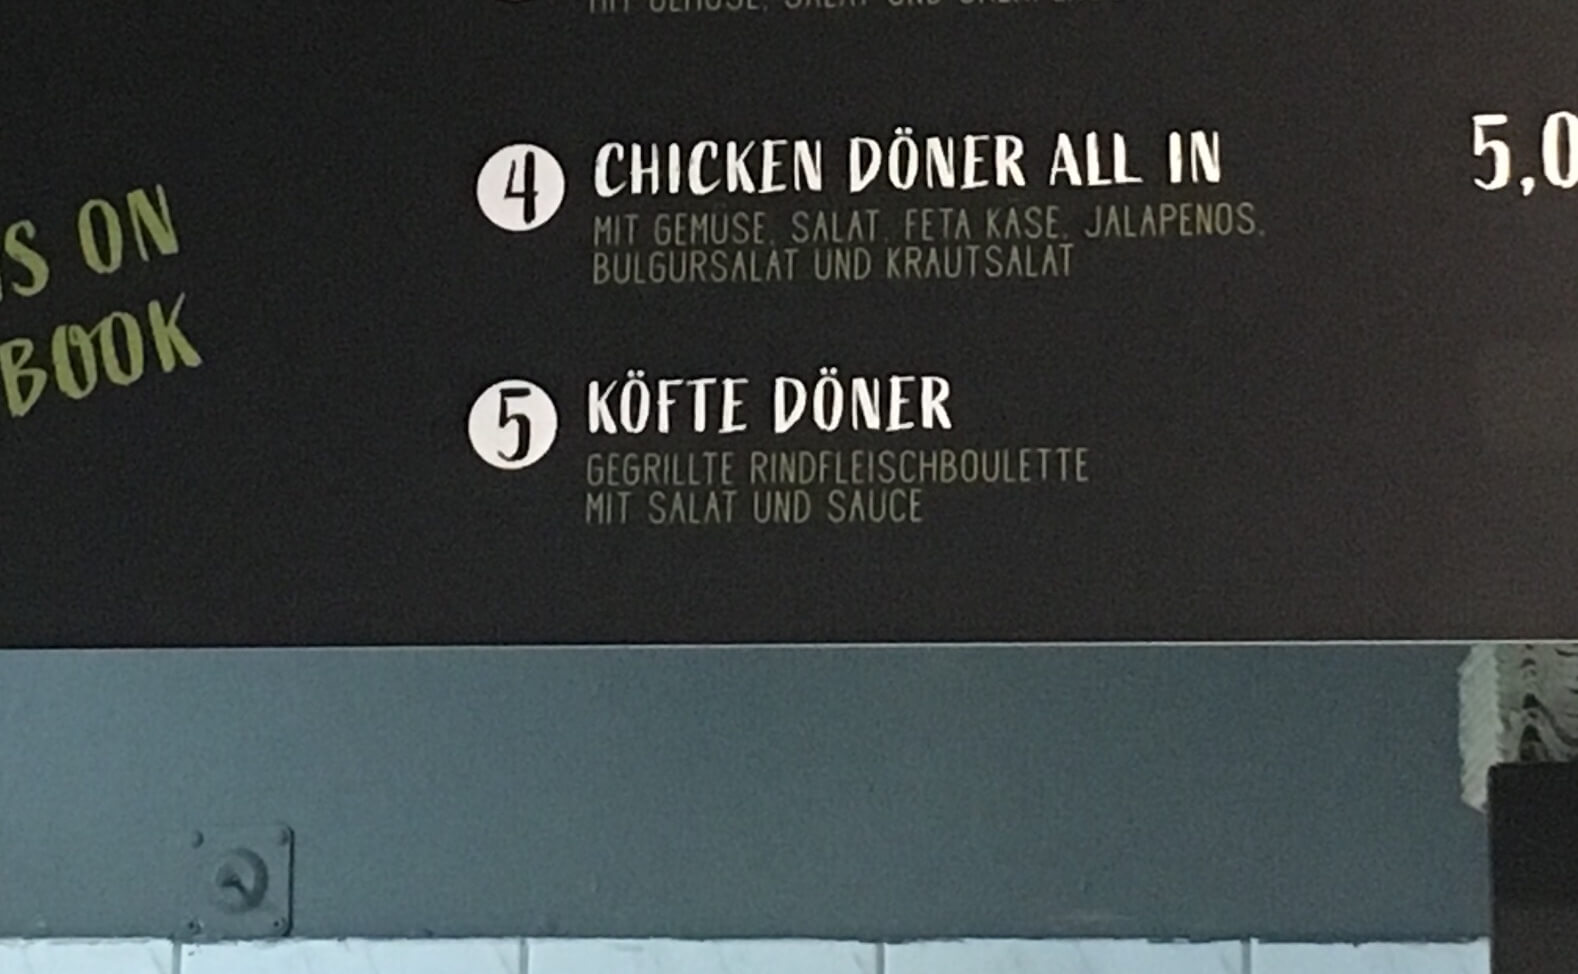 4 CHICKEN DÖNER ALL IN 5,0
MIT GEMÜSE, SALAT, FETA KÄSE, JALAPENOS,
BULGURSALAT UND KRAUTSALAT
S ON
BOOK
5 KÖFTE DÖNER
GEGRILLTE RINDFLEISCHBOULETTE
MIT SALAT UND SAUCE